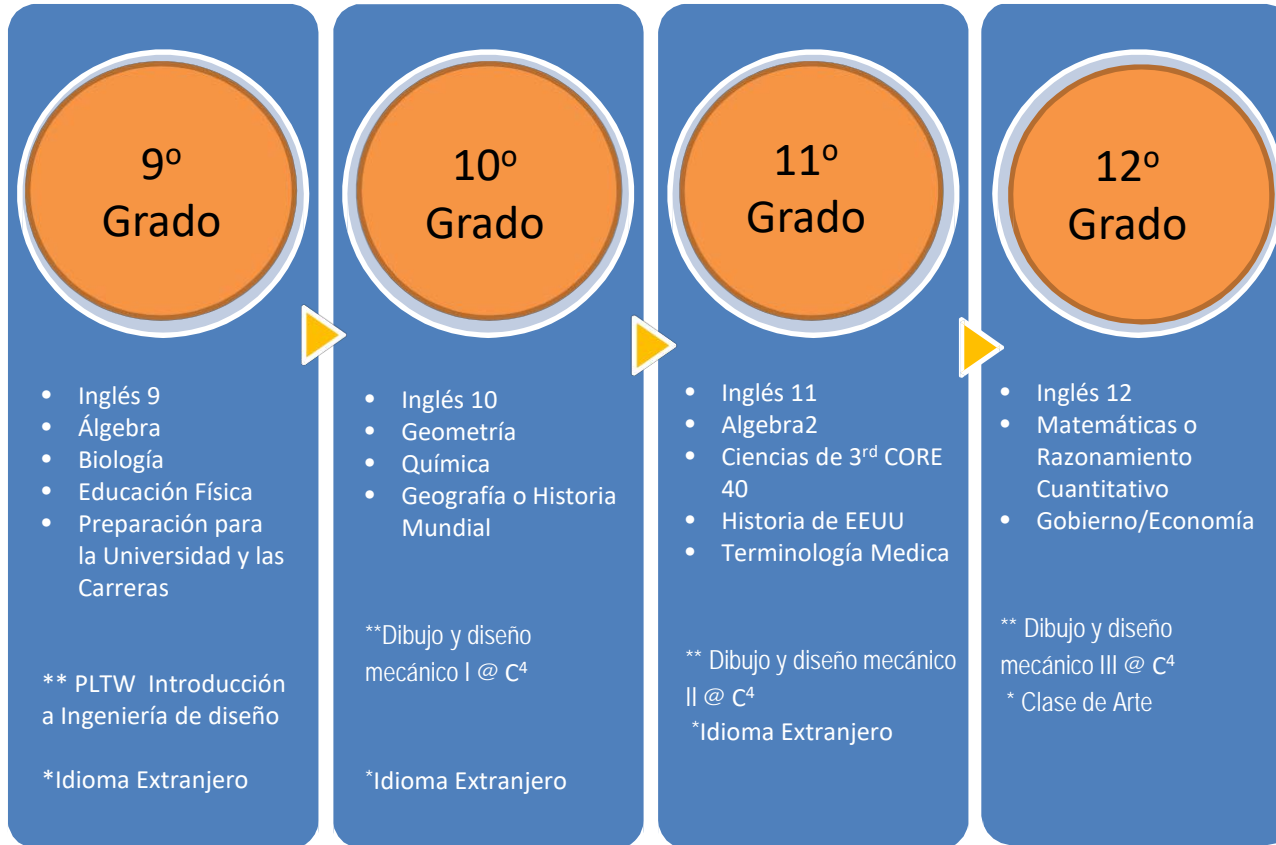 9º
Grado
• Inglés 9
• Álgebra
• Biología
• Educación Física
• Preparación para
la Universidad y las
Carreras
** PLTW Introducción
a Ingeniería de diseño
*Idioma Extranjero
10º
Grado
• Inglés 10
• Geometría
• Química
• Geografía o Historia
Mundial
**Dibujo y diseño
mecánico I @ C⁴
*Idioma Extranjero
11º
Grado
• Inglés 11
• Algebra2
• Ciencias de 3rd CORE
40
• Historia de EEUU
• Terminología Medica
** Dibujo y diseño mecánico
II @ C⁴
*Idioma Extranjero
12º
Grado
• Inglés 12
• Matemáticas o
Razonamiento
Cuantitativo
• Gobierno/Economía
** Dibujo y diseño
mecánico III @ C⁴
* Clase de Arte